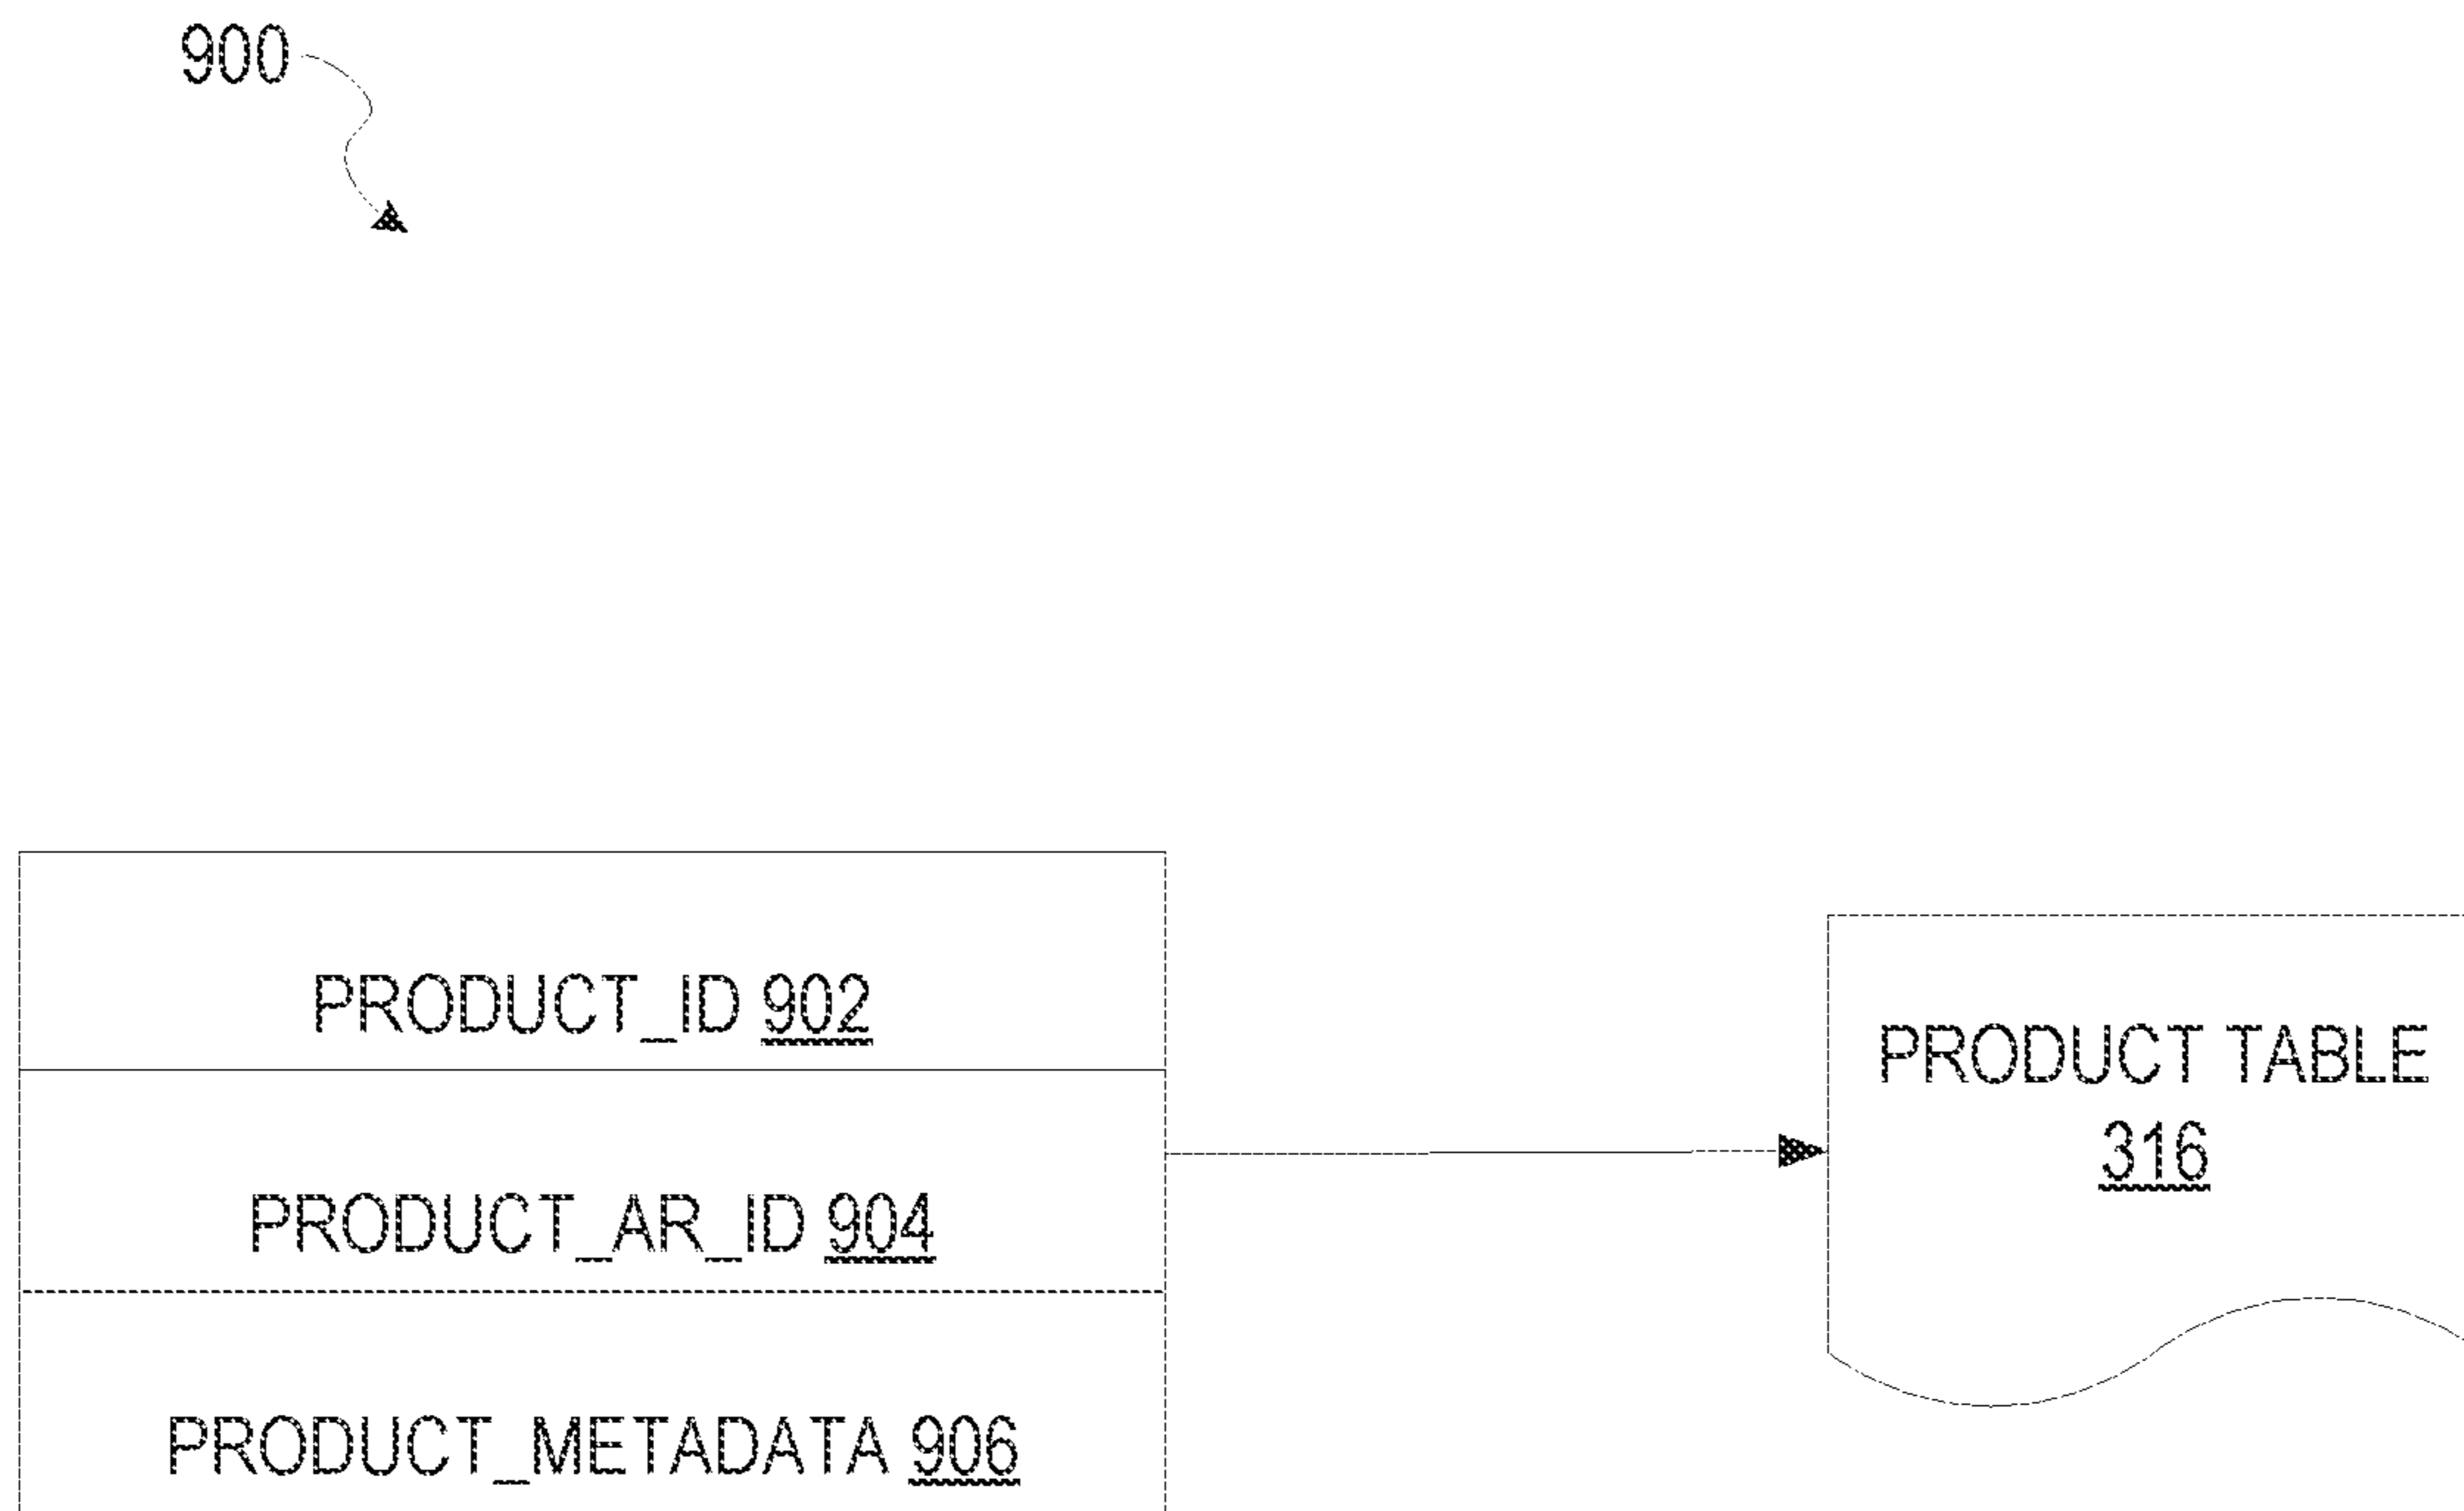 900
PRODUCT_ID 902
PRODUCT_AR_ID 904
PRODUCT_METADATA 906
PRODUCT TABLE
316